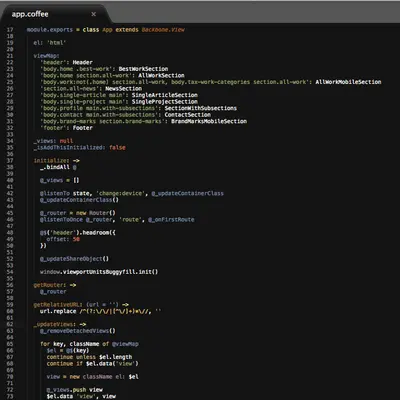 app.coffee ×
17 module.exports = class App extends Backbone.View
18
19 el: 'html'
20
21 viewMap:
22 'header': Header
23 'body.home .best-work': BestWorkSection
24 'body.home section.all-work': AllWorkSection
25 'body.work:not(.home) section.all-work, body.tax-work-categories section.all-work': AllWorkMobileSection
26 'section.all-news': NewsSection
27 'body.single-article main': SingleArticleSection
28 'body.single-project main': SingleProjectSection
29 'body.profile main.with-subsections': SectionWithSubsections
30 'body.contact main.with-subsections': ContactSection
31 'body.brand-marks section.brand-marks': BrandMarksMobileSection
32 'footer': Footer
33
34 _views: null
35 _isAddThisInitialized: false
36
37 initialize: ->
38 _.bindAll @
39
40 @_views = []
41
42 @listenTo state, 'change:device', @_updateContainerClass
43 @_updateContainerClass()
44
45 @_router = new Router()
46 @listenToOnce @_router, 'route', @_onFirstRoute
47
48 @$('header').headroom({
49 offset: 50
50 })
51
52 @_updateShareObject()
53
54 window.viewportUnitsBuggyfill.init()
55
56 getRouter: ->
57 @_router
58
59 getRelativeURL: (url = '') ->
60 url.replace /^(?:\/\/|[^\/]+)*\//, ''
61
62 _updateViews: ->
63 @_removeDetachedViews()
64
65 for key, className of @viewMap
66 $el = @$(key)
67 continue unless $el.length
68 continue if $el.data('view')
69
70 view = new className el: $el
71
72 @_views.push view
73 $el.data 'view', view